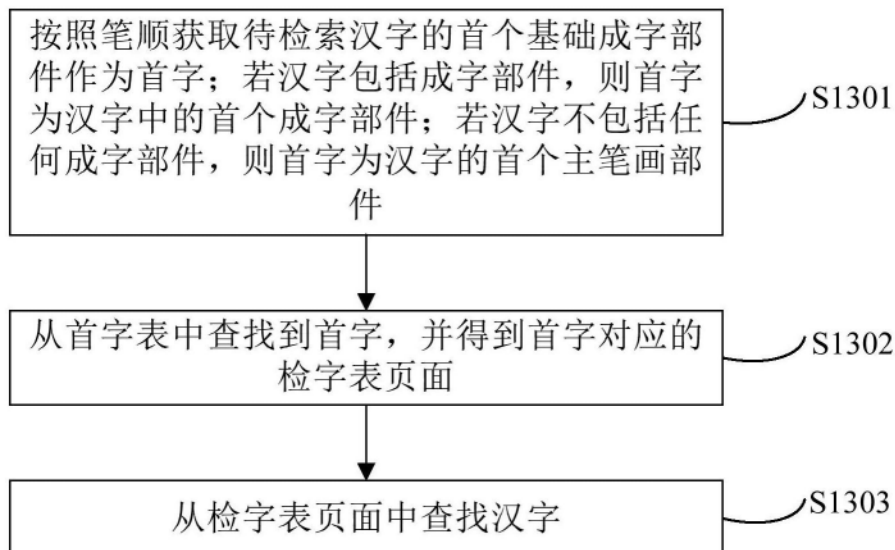 按照笔顺获取待检索汉字的首个基础成字部
件作为首字；若汉字包括成字部件，则首字
为汉字中的首个成字部件；若汉字不包括任
何成字部件，则首字为汉字的首个主笔画部
件
S1301
从首字表中查找到首字，并得到首字对应的
检字表页面
S1302
从检字表页面中查找汉字
S1303